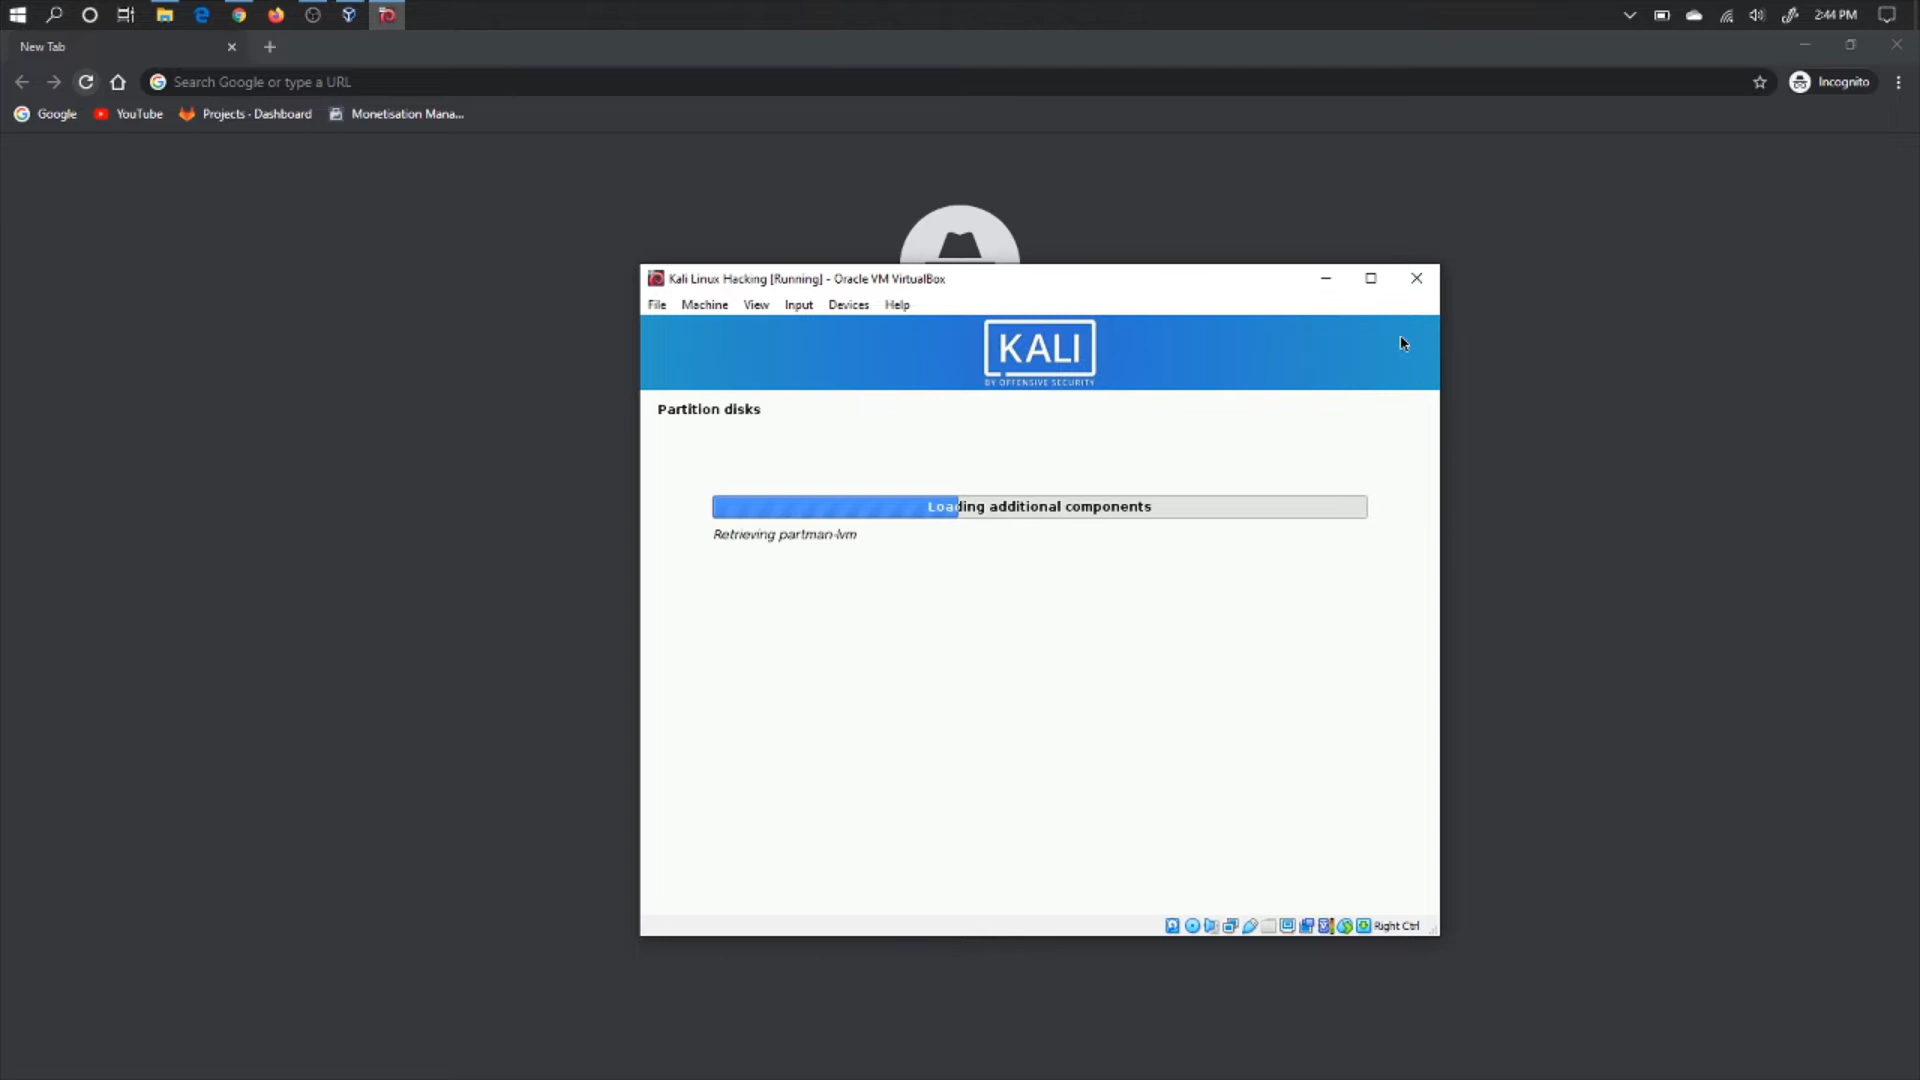 2:44 PM
New Tab
Search Google or type a URL
Incognito
Google
YouTube
Projects - Dashboard
Monetisation Mana...
Kali Linux Hacking [Running] - Oracle VM VirtualBox
File
Machine
View
Input
Devices
Help
KALI
BY OFFENSIVE SECURITY
Partition disks
Loading additional components
Retrieving partman-lvm
Right Ctrl